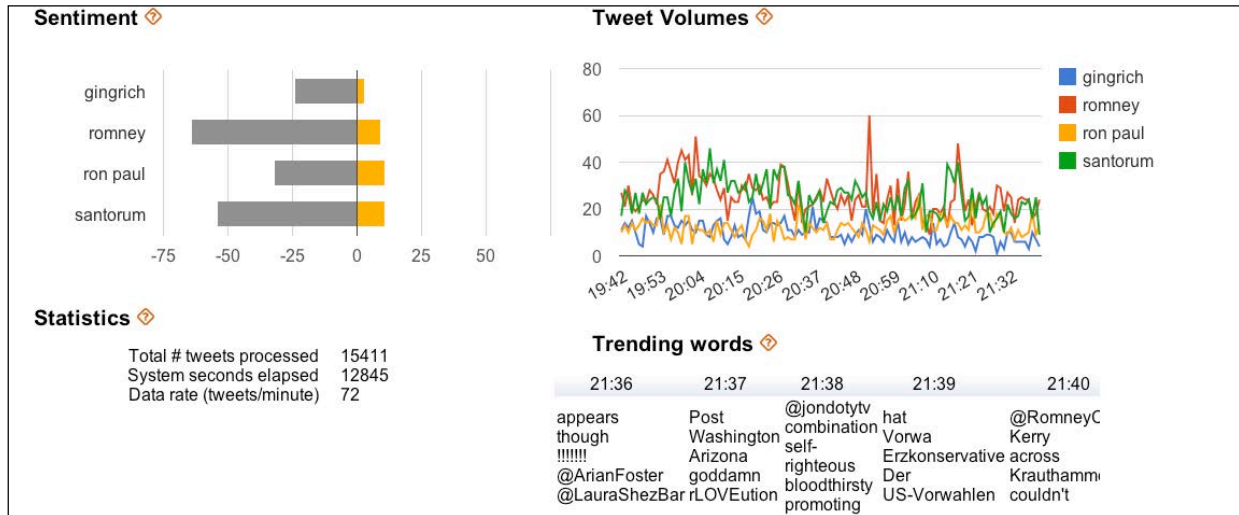 Sentiment
gingrich
romney
ron paul
santorum
-75 -50 -25 0 25 50
Statistics
Total # tweets processed 15411
System seconds elapsed 12845
Data rate (tweets/minute) 72
Tweet Volumes
80
60
40
20
0
19:42 19:53 20:04 20:15 20:26 20:37 20:48 20:59 21:10 21:21 21:32
gingrich
romney
ron paul
santorum
Trending words
21:36 21:37 21:38 21:39 21:40
appears
though
!!!!!!!
@ArianFoster
@LauraShezBar
Post
Washington
Arizona
goddamn
rLOVEution
@jondotytv
combination
self-
righteous
bloodthirsty
promoting
hat
Vorwa
Erzkonservative
Der
US-Vorwahlen
@RomneyC
Kerry
across
Krauthamm
couldn't